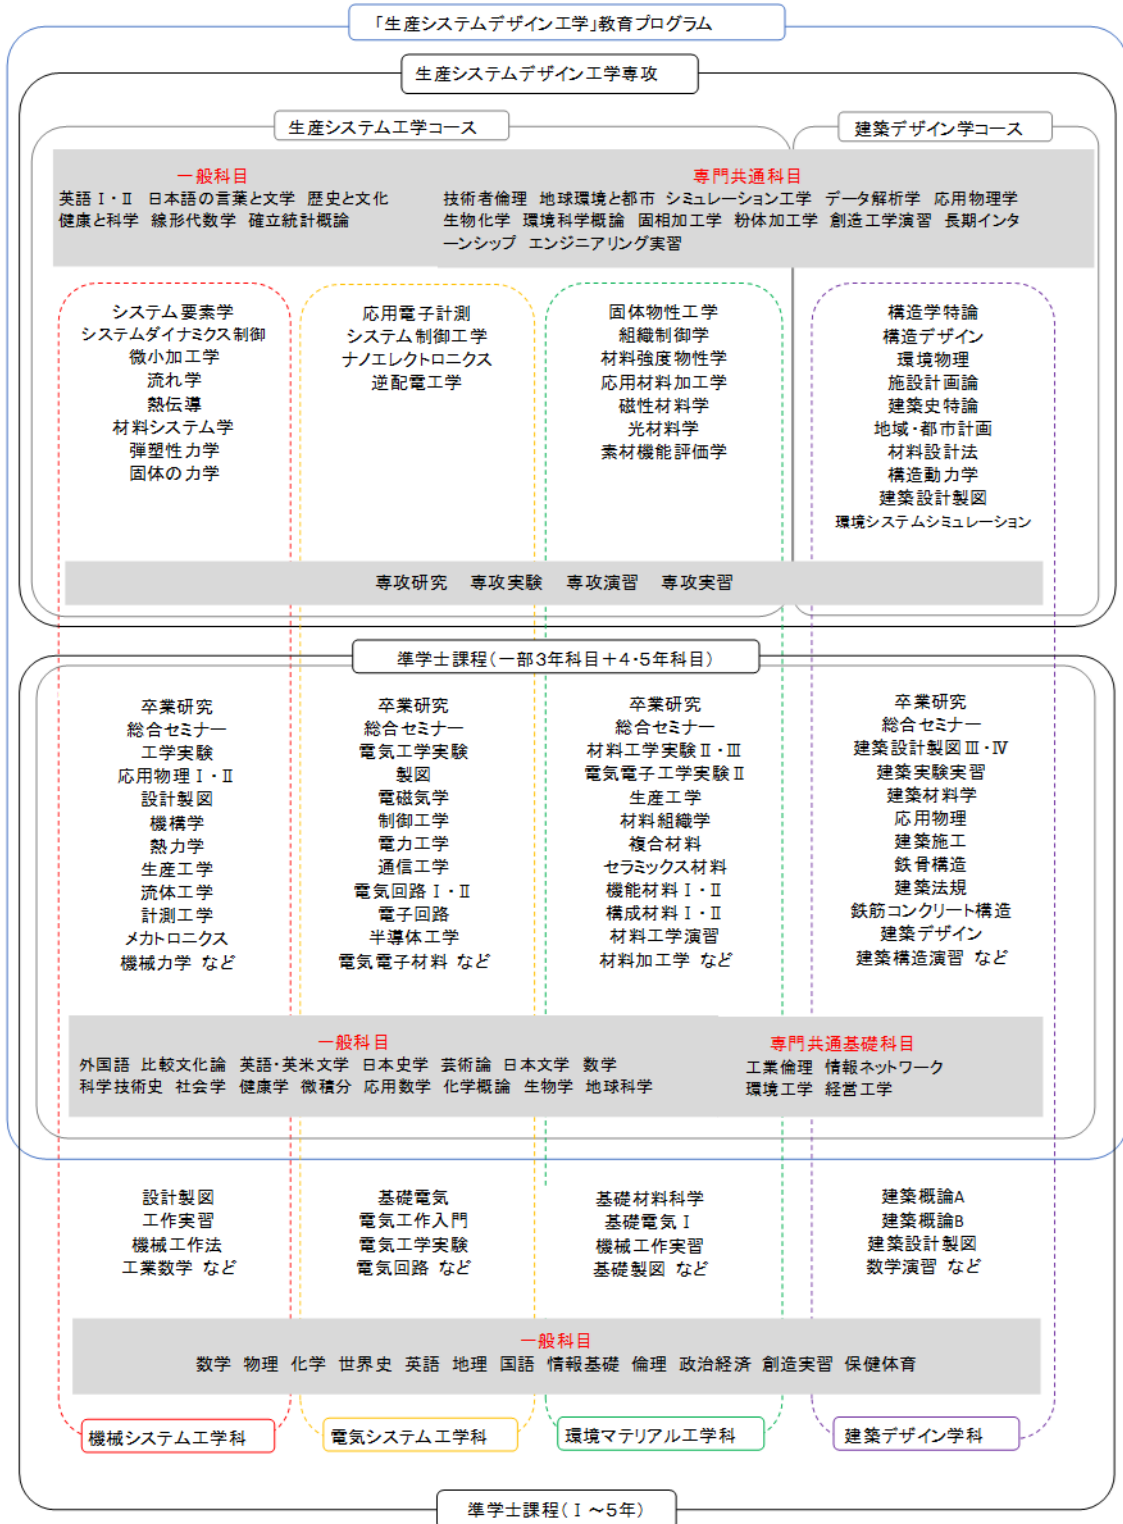 「生産システムデザイン工学」教育プログラム
生産システムデザイン工学専攻
生産システム工学コース
建築デザイン学コース
一般科目
英語Ⅰ・Ⅱ 日本語の言葉と文学 歴史と文化
健康と科学 線形代数学 確立統計概論
専門共通科目
技術者倫理 地球環境と都市 シミュレーション工学 データ解析学 応用物理学
生物化学 環境科学概論 固相加工学 粉体加工学 創造工学演習 長期インタ
ーンシップ エンジニアリング実習
システム要素学
システムダイナミクス制御
微小加工学
流れ学
熱伝導
材料システム学
弾塑性力学
固体の力学
応用電子計測
システム制御工学
ナノエレクトロニクス
逆配電工学
固体物性工学
組織制御学
材料強度物性学
応用材料加工学
磁性材料学
光材料学
素材機能評価学
構造学特論
構造デザイン
環境物理
施設計画論
建築史特論
地域・都市計画
材料設計法
構造動力学
建築設計製図
環境システムシミュレーション
専攻研究 専攻実験 専攻演習 専攻実習
準学士課程(一部3年科目+4・5年科目)
卒業研究
総合セミナー
工学実験
応用物理Ⅰ・Ⅱ
設計製図
機構学
熱力学
生産工学
流体工学
計測工学
メカトロニクス
機械力学 など
卒業研究
総合セミナー
電気工学実験
製図
電磁気学
制御工学
電力工学
通信工学
電気回路Ⅰ・Ⅱ
電子回路
半導体工学
電気電子材料 など
卒業研究
総合セミナー
材料工学実験Ⅱ・Ⅲ
電気電子工学実験Ⅱ
生産工学
材料組織学
複合材料
セラミックス材料
機能材料Ⅰ・Ⅱ
構成材料Ⅰ・Ⅱ
材料工学演習
材料加工学 など
卒業研究
総合セミナー
建築設計製図Ⅲ・Ⅳ
建築実験実習
建築材料学
応用物理
建築施工
鉄骨構造
建築法規
鉄筋コンクリート構造
建築デザイン
建築構造演習 など
一般科目
外国語 比較文化論 英語・英米文学 日本史学 芸術論 日本文学 数学
科学技術史 社会学 健康学 微積分 応用数学 化学概論 生物学 地球科学
専門共通基礎科目
工業倫理 情報ネットワーク
環境工学 経営工学
設計製図
工作実習
機械工作法
工業数学 など
基礎電気
電気工作入門
電気工学実験
電気回路 など
基礎材料科学
基礎電気Ⅰ
機械工作実習
基礎製図 など
建築概論A
建築概論B
建築設計製図
数学演習 など
一般科目
数学 物理 化学 世界史 英語 地理 国語 情報基礎 倫理 政治経済 創造実習 保健体育
機械システム工学科
電気システム工学科
環境マテリアル工学科
建築デザイン学科
準学士課程(Ⅰ～5年)